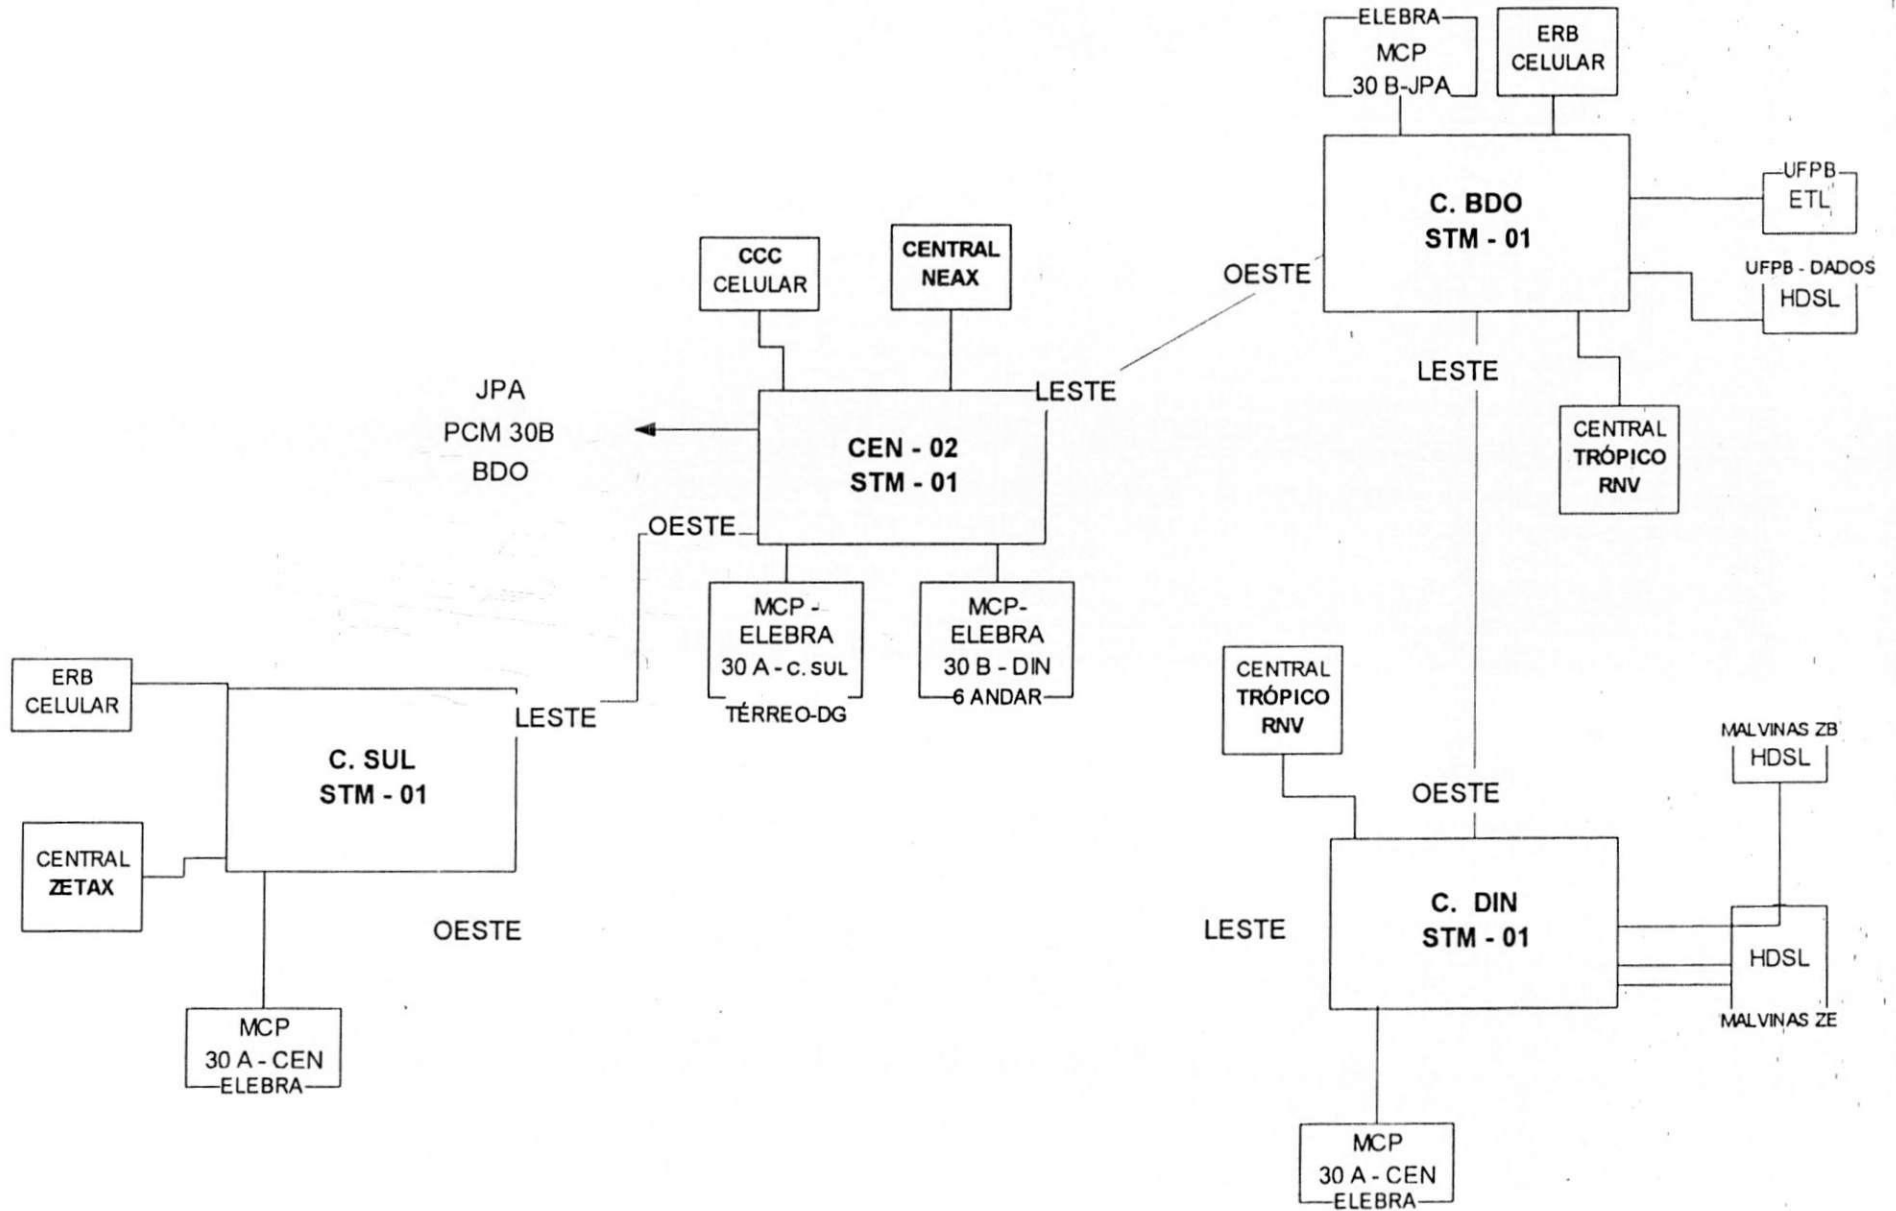 ELEBRA
MCP
30 B-JPA
ERB
CELULAR
C. BDO
STM - 01
UFPB
ETL
UFPB - DADOS
HDSL
OESTE
LESTE
CENTRAL
TRÓPICO
RNV
CCC
CELULAR
CENTRAL
NEAX
LESTE
JPA
PCM 30B
BDO
CEN - 02
STM - 01
OESTE
MCP -
ELEBRA
30 A - C. SUL
TÉRREO-DG
MCP-
ELEBRA
30 B - DIN
6 ANDAR
ERB
CELULAR
LESTE
C. SUL
STM - 01
CENTRAL
ZETAX
OESTE
MCP
30 A - CEN
ELEBRA
CENTRAL
TRÓPICO
RNV
MALVINAS ZB
HDSL
OESTE
C. DIN
STM - 01
LESTE
HDSL
MALVINAS ZE
MCP
30 A - CEN
ELEBRA